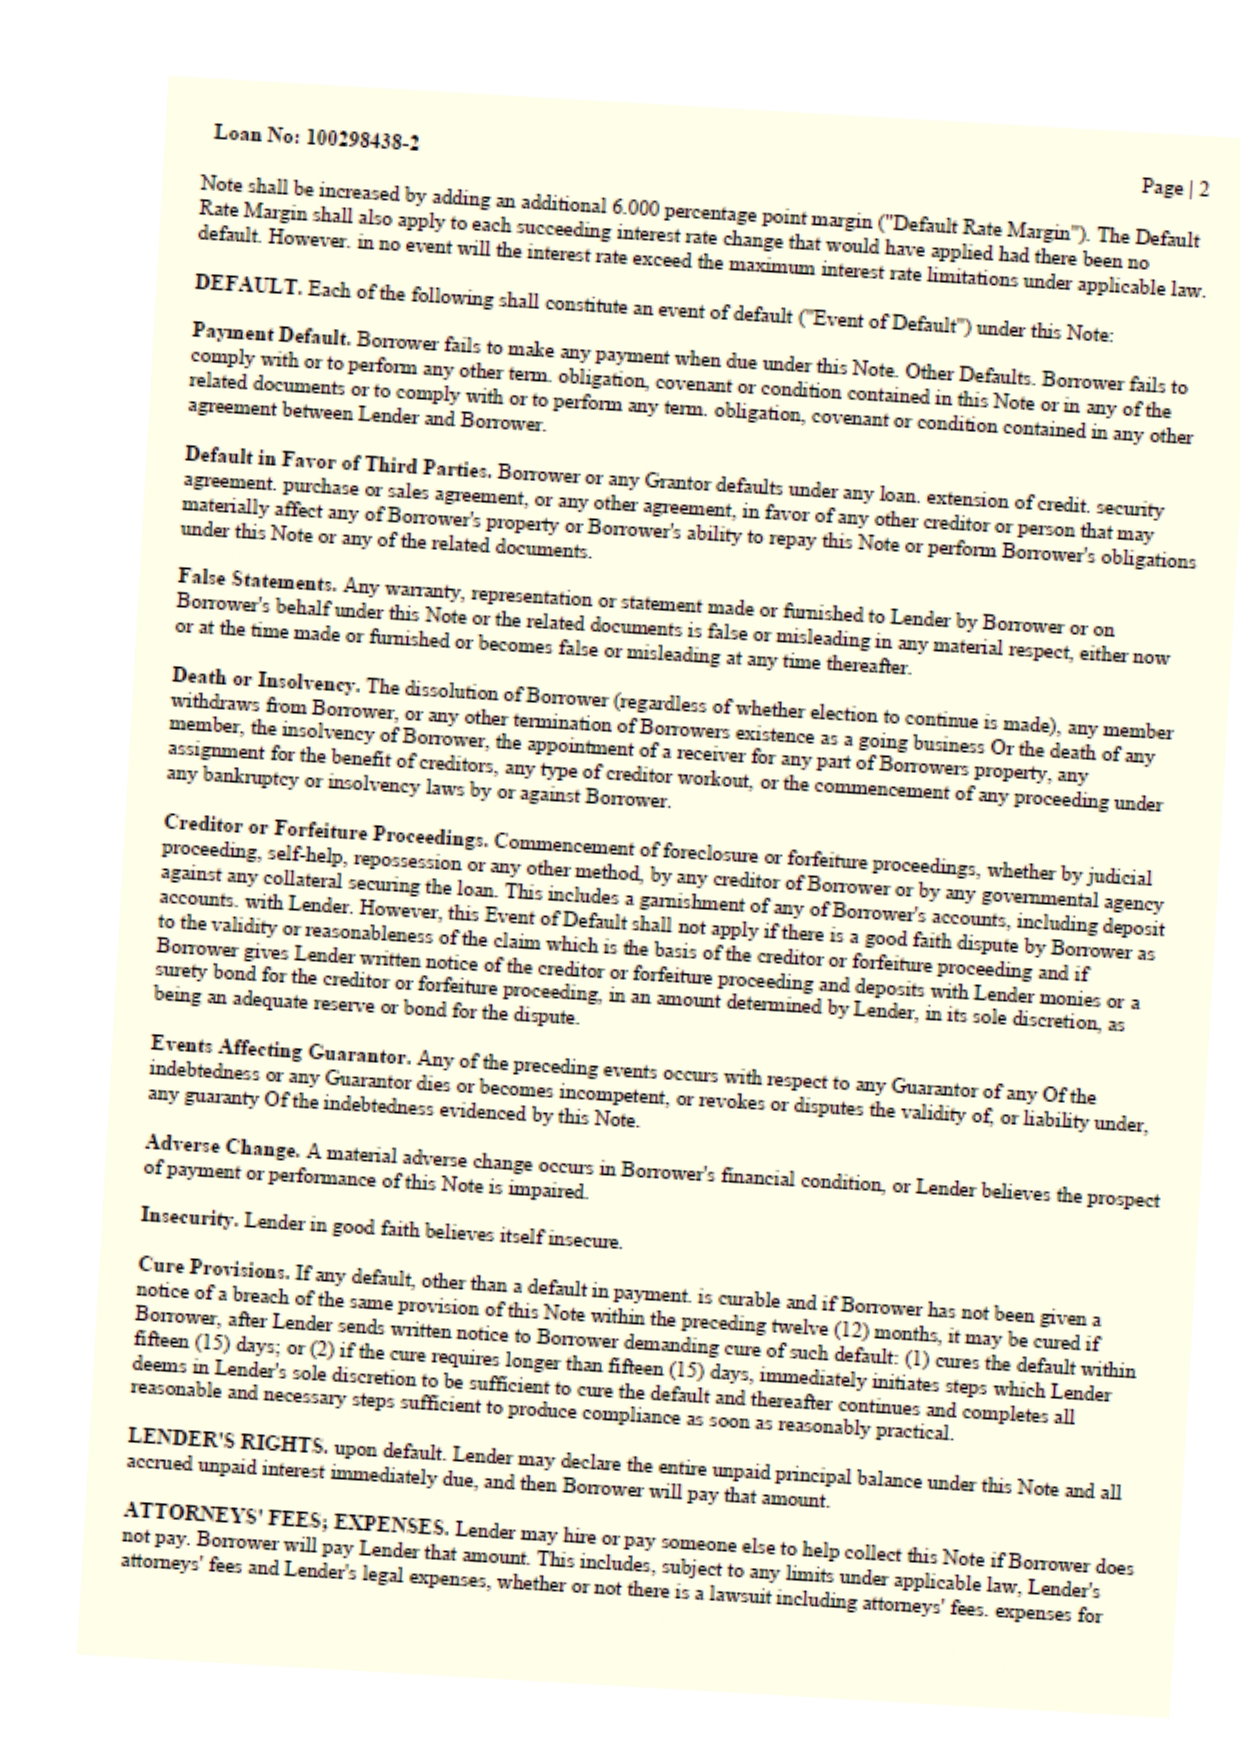 Loan No: 100298438-2
Page | 2
Note shall be increased by adding an additional 6.000 percentage point margin ("Default Rate Margin"). The Default
Rate Margin shall also apply to each succeeding interest rate change that would have applied had there been no
default. However. in no event will the interest rate exceed the maximum interest rate limitations under applicable law.
DEFAULT. Each of the following shall constitute an event of default ("Event of Default") under this Note:
Payment Default. Borrower fails to make any payment when due under this Note. Other Defaults. Borrower fails to
comply with or to perform any other term. obligation, covenant or condition contained in this Note or in any of the
related documents or to comply with or to perform any term. obligation, covenant or condition contained in any other
agreement between Lender and Borrower.
Default in Favor of Third Parties. Borrower or any Grantor defaults under any loan. extension of credit. security
agreement. purchase or sales agreement, or any other agreement, in favor of any other creditor or person that may
materially affect any of Borrower's property or Borrower's ability to repay this Note or perform Borrower's obligations
under this Note or any of the related documents.
False Statements. Any warranty, representation or statement made or furnished to Lender by Borrower or on
Borrower's behalf under this Note or the related documents is false or misleading in any material respect, either now
or at the time made or furnished or becomes false or misleading at any time thereafter.
Death or Insolvency. The dissolution of Borrower (regardless of whether election to continue is made), any member
withdraws from Borrower, or any other termination of Borrowers existence as a going business Or the death of any
member, the insolvency of Borrower, the appointment of a receiver for any part of Borrowers property, any
assignment for the benefit of creditors, any type of creditor workout, or the commencement of any proceeding under
any bankruptcy or insolvency laws by or against Borrower.
Creditor or Forfeiture Proceedings. Commencement of foreclosure or forfeiture proceedings, whether by judicial
proceeding, self-help, repossession or any other method, by any creditor of Borrower or by any governmental agency
against any collateral securing the loan. This includes a garnishment of any of Borrower's accounts, including deposit
accounts. with Lender. However, this Event of Default shall not apply if there is a good faith dispute by Borrower as
to the validity or reasonableness of the claim which is the basis of the creditor or forfeiture proceeding and if
Borrower gives Lender written notice of the creditor or forfeiture proceeding and deposits with Lender monies or a
surety bond for the creditor or forfeiture proceeding, in an amount determined by Lender, in its sole discretion, as
being an adequate reserve or bond for the dispute.
Events Affecting Guarantor. Any of the preceding events occurs with respect to any Guarantor of any Of the
indebtedness or any Guarantor dies or becomes incompetent, or revokes or disputes the validity of, or liability under,
any guaranty Of the indebtedness evidenced by this Note.
Adverse Change. A material adverse change occurs in Borrower's financial condition, or Lender believes the prospect
of payment or performance of this Note is impaired.
Insecurity. Lender in good faith believes itself insecure.
Cure Provisions. If any default, other than a default in payment. is curable and if Borrower has not been given a
notice of a breach of the same provision of this Note within the preceding twelve (12) months, it may be cured if
Borrower, after Lender sends written notice to Borrower demanding cure of such default: (1) cures the default within
fifteen (15) days; or (2) if the cure requires longer than fifteen (15) days, immediately initiates steps which Lender
deems in Lender's sole discretion to be sufficient to cure the default and thereafter continues and completes all
reasonable and necessary steps sufficient to produce compliance as soon as reasonably practical.
LENDER'S RIGHTS. upon default. Lender may declare the entire unpaid principal balance under this Note and all
accrued unpaid interest immediately due, and then Borrower will pay that amount.
ATTORNEYS' FEES; EXPENSES. Lender may hire or pay someone else to help collect this Note if Borrower does
not pay. Borrower will pay Lender that amount. This includes, subject to any limits under applicable law, Lender's
attorneys' fees and Lender's legal expenses, whether or not there is a lawsuit including attorneys' fees. expenses for